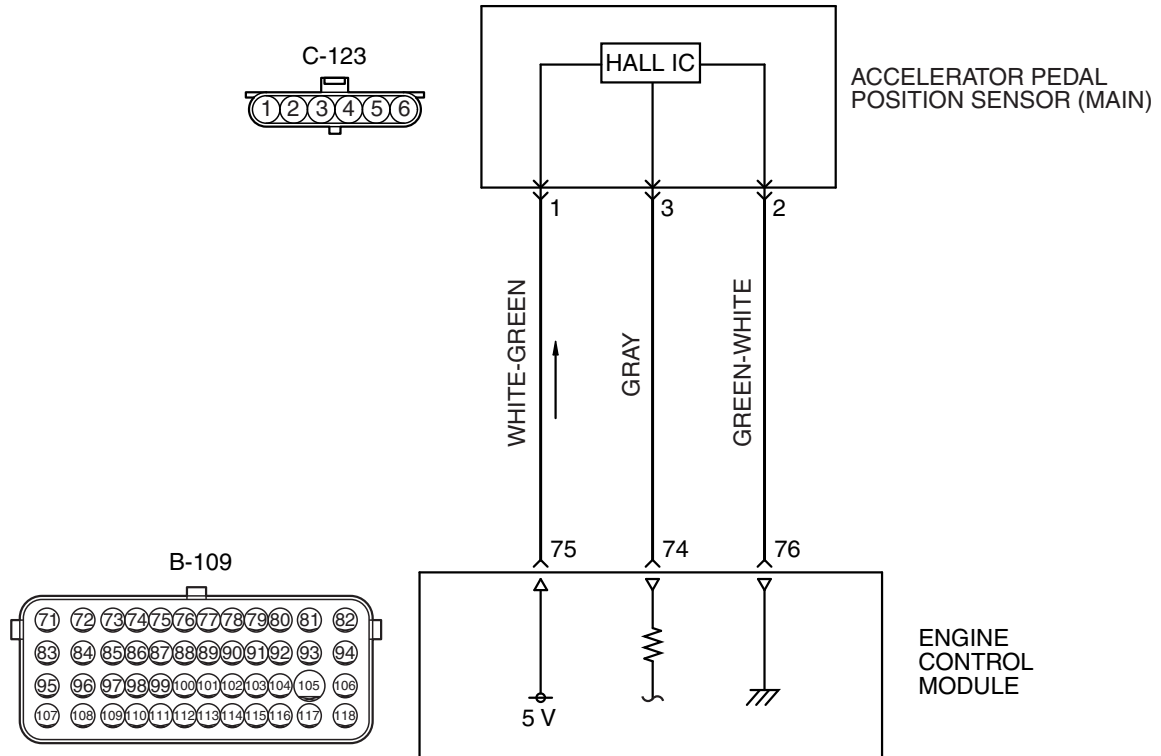 C-123
1 2 3 4 5 6
HALL IC
ACCELERATOR PEDAL
POSITION SENSOR (MAIN)
1 3 2
WHITE-GREEN
GRAY
GREEN-WHITE
75 74 76
B-109
71 72 73 74 75 76 77 78 79 80 81 82
83 84 85 86 87 88 89 90 91 92 93 94
95 96 97 98 99 100 101 102 103 104 105 106
107 108 109 110 111 112 113 114 115 116 117 118
5 V
ENGINE
CONTROL
MODULE